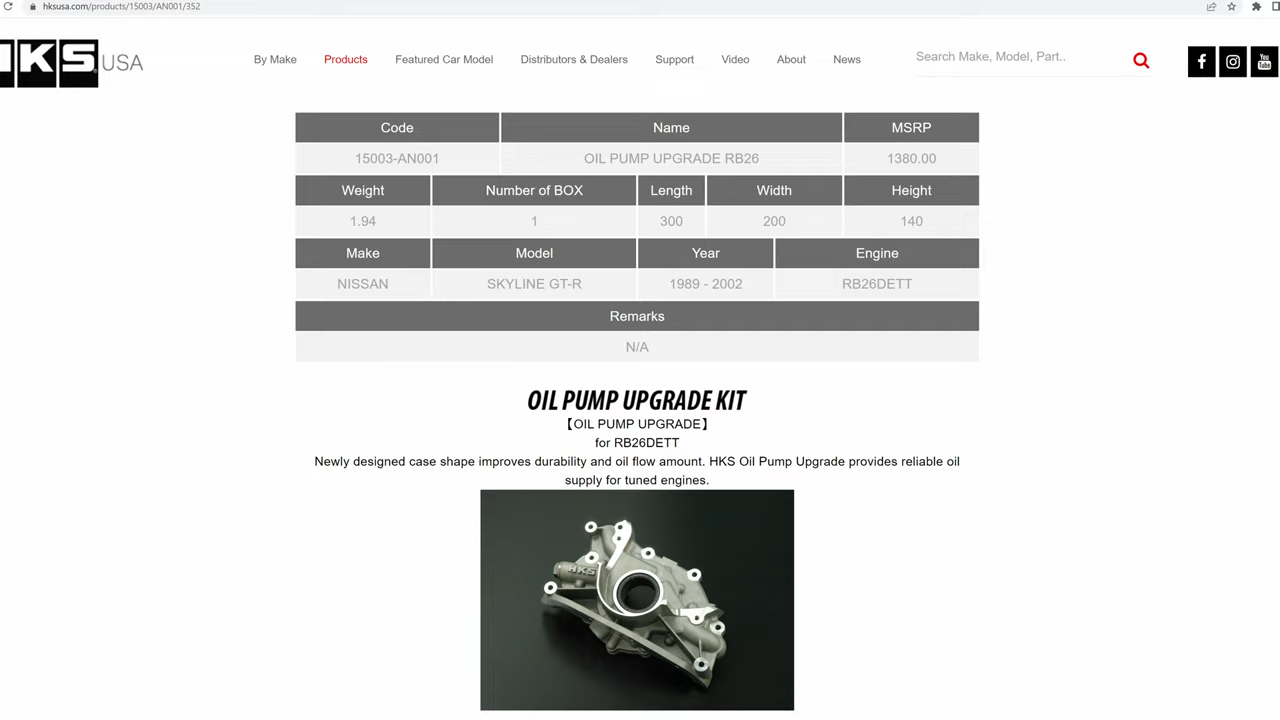 hksusa.com/products/15003/AN001/352
HKS USA
By Make Products Featured Car Model Distributors & Dealers Support Video About News
Search Make, Model, Part..
You Tube
Code Name MSRP
15003-AN001 OIL PUMP UPGRADE RB26 1380.00
Weight Number of BOX Length Width Height
1.94 1 300 200 140
Make Model Year Engine
NISSAN SKYLINE GT-R 1989 - 2002 RB26DETT
Remarks
N/A
OIL PUMP UPGRADE KIT
【OIL PUMP UPGRADE】
for RB26DETT
Newly designed case shape improves durability and oil flow amount. HKS Oil Pump Upgrade provides reliable oil
supply for tuned engines.
HKS